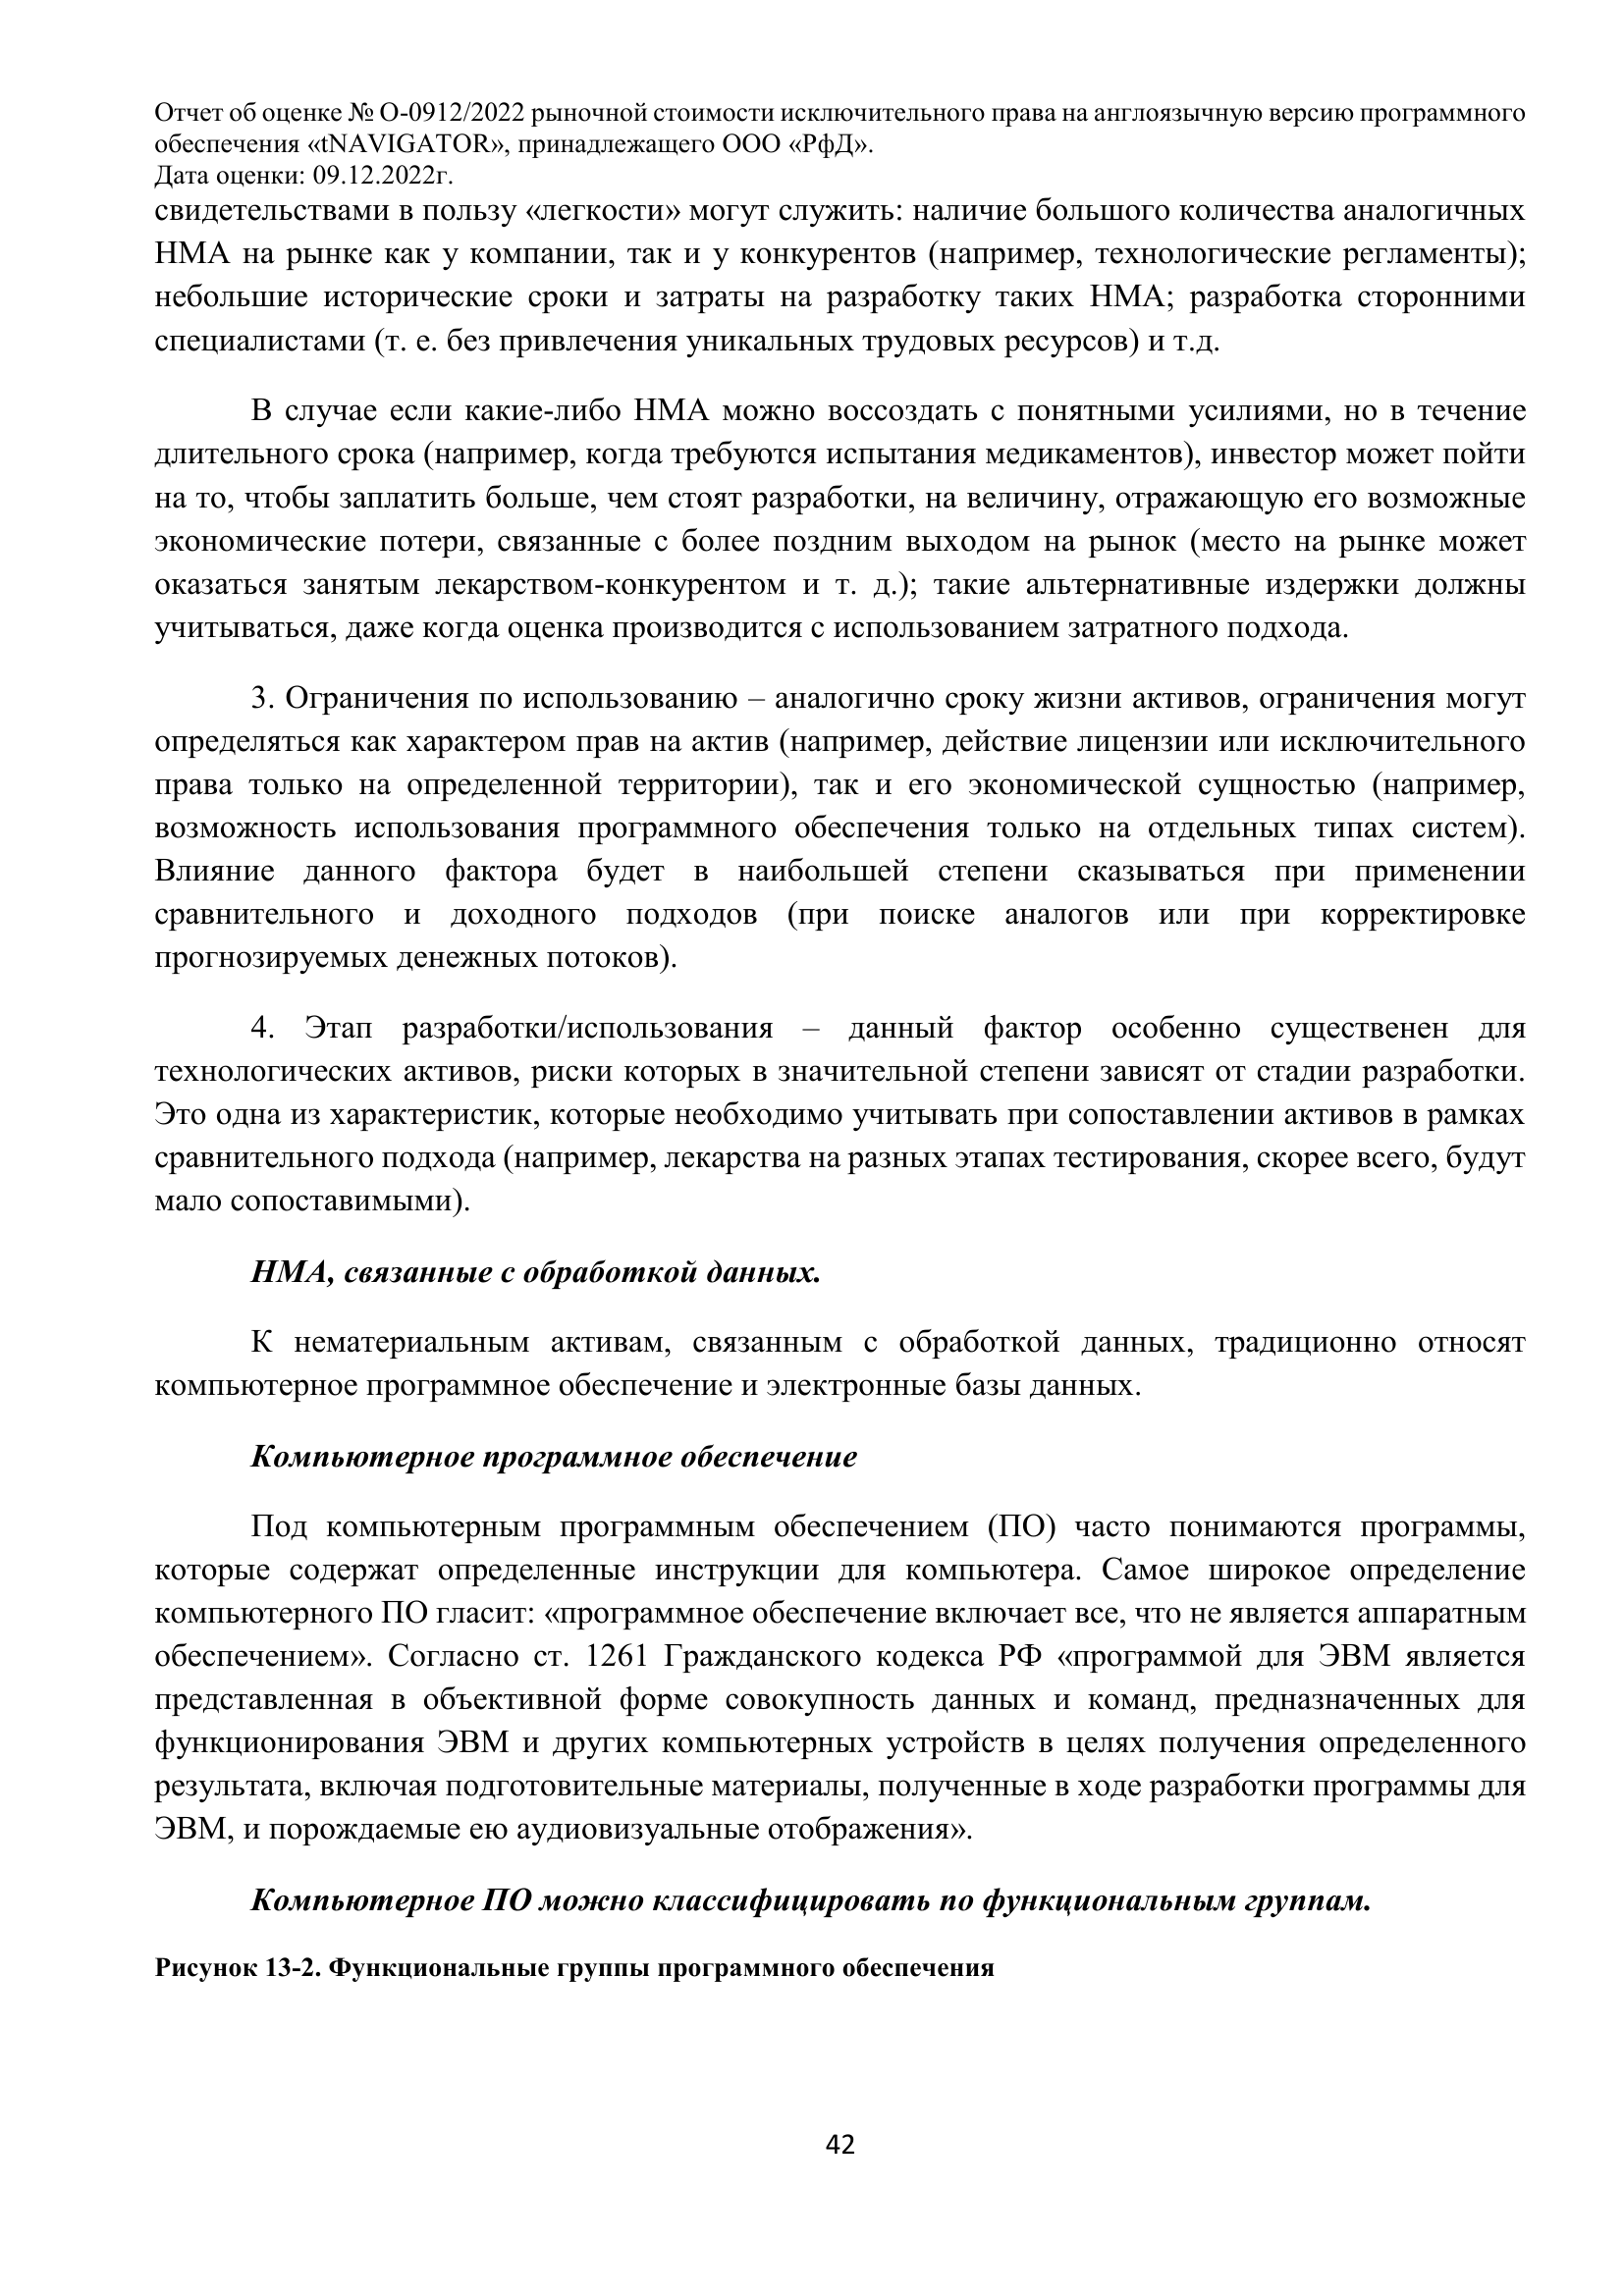 Отчет об оценке № О-0912/2022 рыночной стоимости исключительного права на англоязычную версию программного
обеспечения «tNAVIGATOR», принадлежащего ООО «РфД».
Дата оценки: 09.12.2022г.
свидетельствами в пользу «легкости» могут служить: наличие большого количества аналогичных
НМА на рынке как у компании, так и у конкурентов (например, технологические регламенты);
небольшие исторические сроки и затраты на разработку таких НМА; разработка сторонними
специалистами (т. е. без привлечения уникальных трудовых ресурсов) и т.д.
В случае если какие-либо НМА можно воссоздать с понятными усилиями, но в течение
длительного срока (например, когда требуются испытания медикаментов), инвестор может пойти
на то, чтобы заплатить больше, чем стоят разработки, на величину, отражающую его возможные
экономические потери, связанные с более поздним выходом на рынок (место на рынке может
оказаться занятым лекарством-конкурентом и т. д.); такие альтернативные издержки должны
учитываться, даже когда оценка производится с использованием затратного подхода.
3. Ограничения по использованию – аналогично сроку жизни активов, ограничения могут
определяться как характером прав на актив (например, действие лицензии или исключительного
права только на определенной территории), так и его экономической сущностью (например,
возможность использования программного обеспечения только на отдельных типах систем).
Влияние данного фактора будет в наибольшей степени сказываться при применении
сравнительного и доходного подходов (при поиске аналогов или при корректировке
прогнозируемых денежных потоков).
4. Этап разработки/использования – данный фактор особенно существенен для
технологических активов, риски которых в значительной степени зависят от стадии разработки.
Это одна из характеристик, которые необходимо учитывать при сопоставлении активов в рамках
сравнительного подхода (например, лекарства на разных этапах тестирования, скорее всего, будут
мало сопоставимыми).
НМА, связанные с обработкой данных.
К нематериальным активам, связанным с обработкой данных, традиционно относят
компьютерное программное обеспечение и электронные базы данных.
Компьютерное программное обеспечение
Под компьютерным программным обеспечением (ПО) часто понимаются программы,
которые содержат определенные инструкции для компьютера. Самое широкое определение
компьютерного ПО гласит: «программное обеспечение включает все, что не является аппаратным
обеспечением». Согласно ст. 1261 Гражданского кодекса РФ «программой для ЭВМ является
представленная в объективной форме совокупность данных и команд, предназначенных для
функционирования ЭВМ и других компьютерных устройств в целях получения определенного
результата, включая подготовительные материалы, полученные в ходе разработки программы для
ЭВМ, и порождаемые ею аудиовизуальные отображения».
Компьютерное ПО можно классифицировать по функциональным группам.
Рисунок 13-2. Функциональные группы программного обеспечения
42